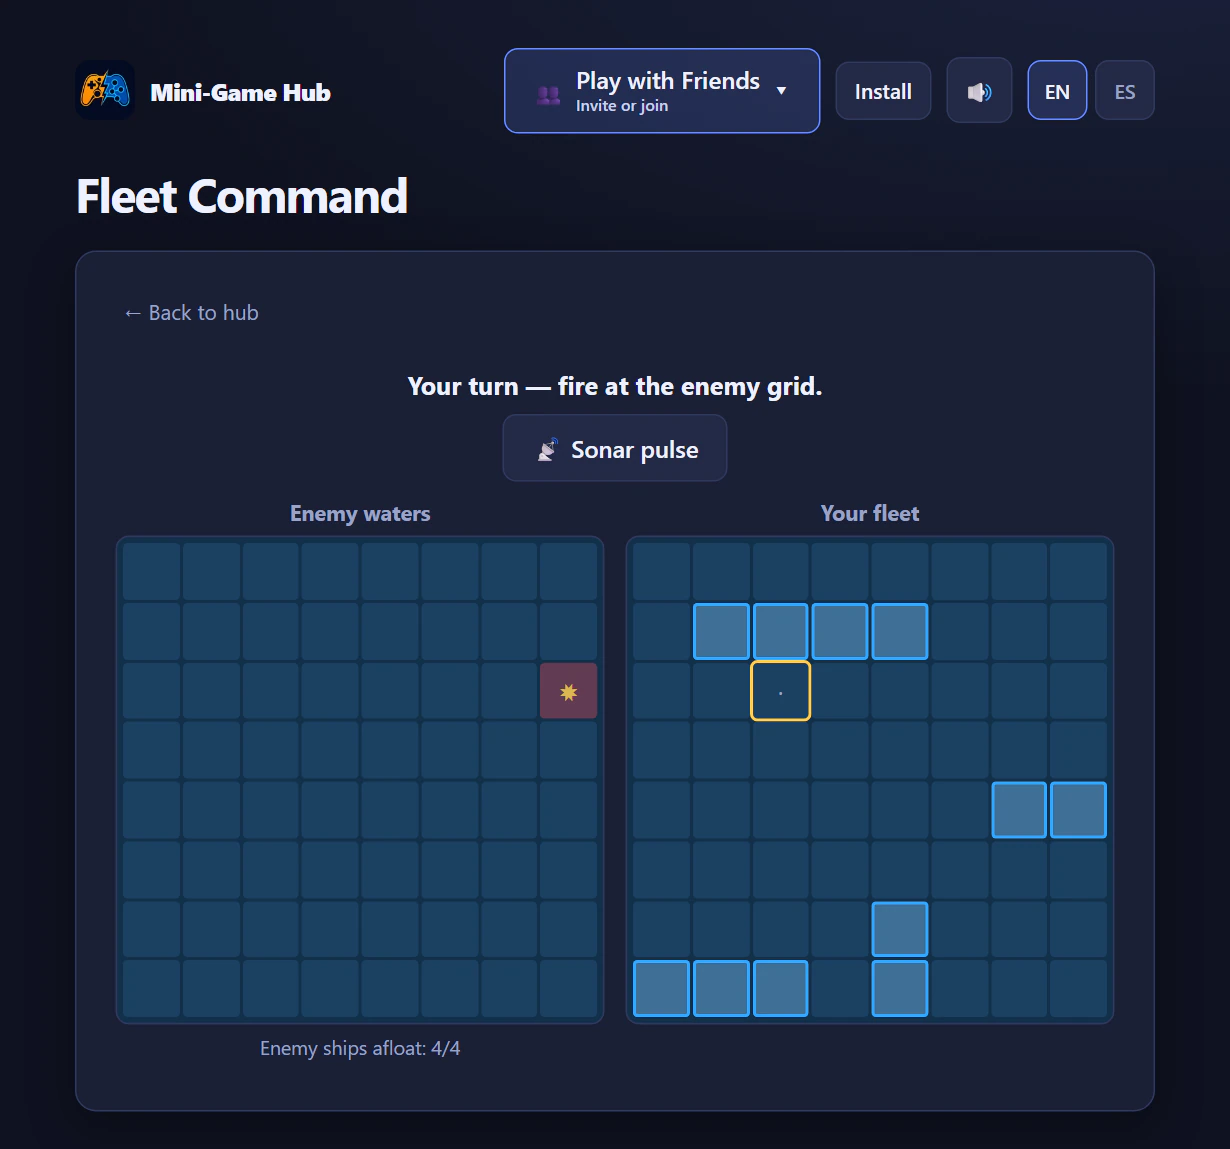 Mini-Game Hub
Play with Friends
Invite or join
Install
EN
ES
Fleet Command
← Back to hub
Your turn — fire at the enemy grid.
Sonar pulse
Enemy waters
Your fleet
Enemy ships afloat: 4/4